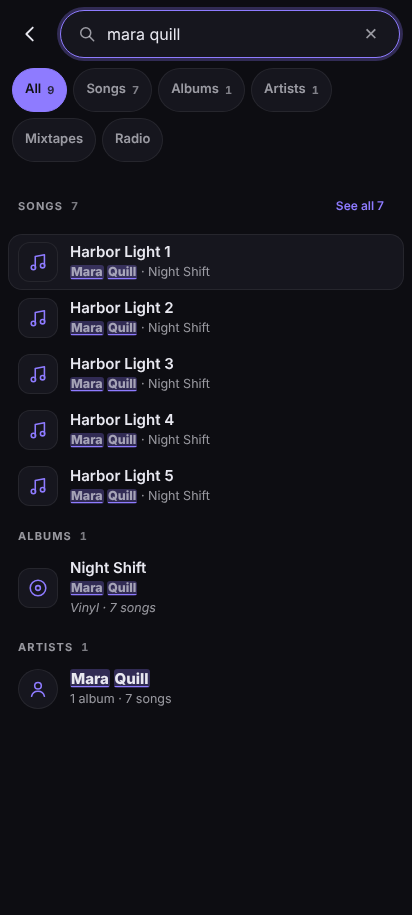 mara quill
All 9
Songs 7
Albums 1
Artists 1
Mixtapes
Radio
SONGS 7
See all 7
Harbor Light 1
Mara Quill · Night Shift
Harbor Light 2
Mara Quill · Night Shift
Harbor Light 3
Mara Quill · Night Shift
Harbor Light 4
Mara Quill · Night Shift
Harbor Light 5
Mara Quill · Night Shift
ALBUMS 1
Night Shift
Mara Quill
Vinyl · 7 songs
ARTISTS 1
Mara Quill
1 album · 7 songs